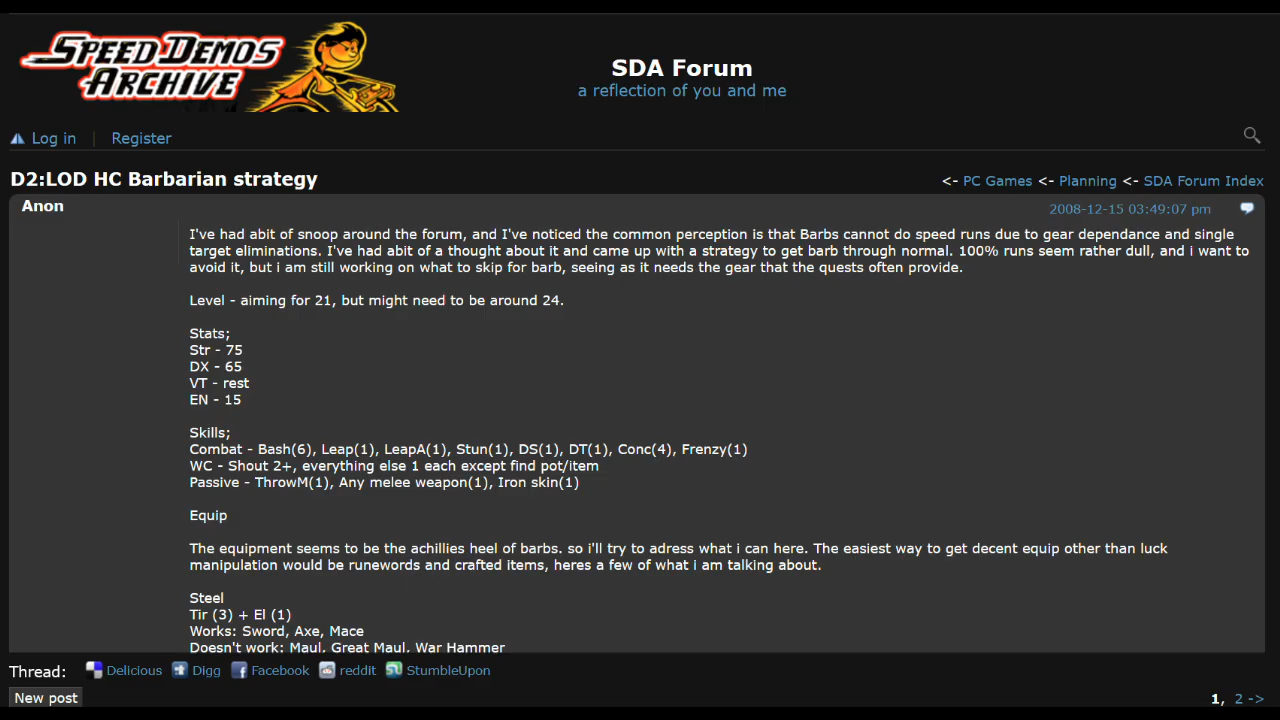 SPEED DEMOS
ARCHIVE
SDA Forum
a reflection of you and me
Log in | Register
D2:LOD HC Barbarian strategy
<- PC Games <- Planning <- SDA Forum Index
Anon
2008-12-15 03:49:07 pm
I've had abit of snoop around the forum, and I've noticed the common perception is that Barbs cannot do speed runs due to gear dependance and single
target eliminations. I've had abit of a thought about it and came up with a strategy to get barb through normal. 100% runs seem rather dull, and i want to
avoid it, but i am still working on what to skip for barb, seeing as it needs the gear that the quests often provide.
Level - aiming for 21, but might need to be around 24.
Stats;
Str - 75
DX - 65
VT - rest
EN - 15
Skills;
Combat - Bash(6), Leap(1), LeapA(1), Stun(1), DS(1), DT(1), Conc(4), Frenzy(1)
WC - Shout 2+, everything else 1 each except find pot/item
Passive - ThrowM(1), Any melee weapon(1), Iron skin(1)
Equip
The equipment seems to be the achillies heel of barbs. so i'll try to adress what i can here. The easiest way to get decent equip other than luck
manipulation would be runewords and crafted items, heres a few of what i am talking about.
Steel
Tir (3) + El (1)
Works: Sword, Axe, Mace
Doesn't work: Maul, Great Maul, War Hammer
Thread: Delicious Digg Facebook reddit StumbleUpon
New post
1, 2 ->